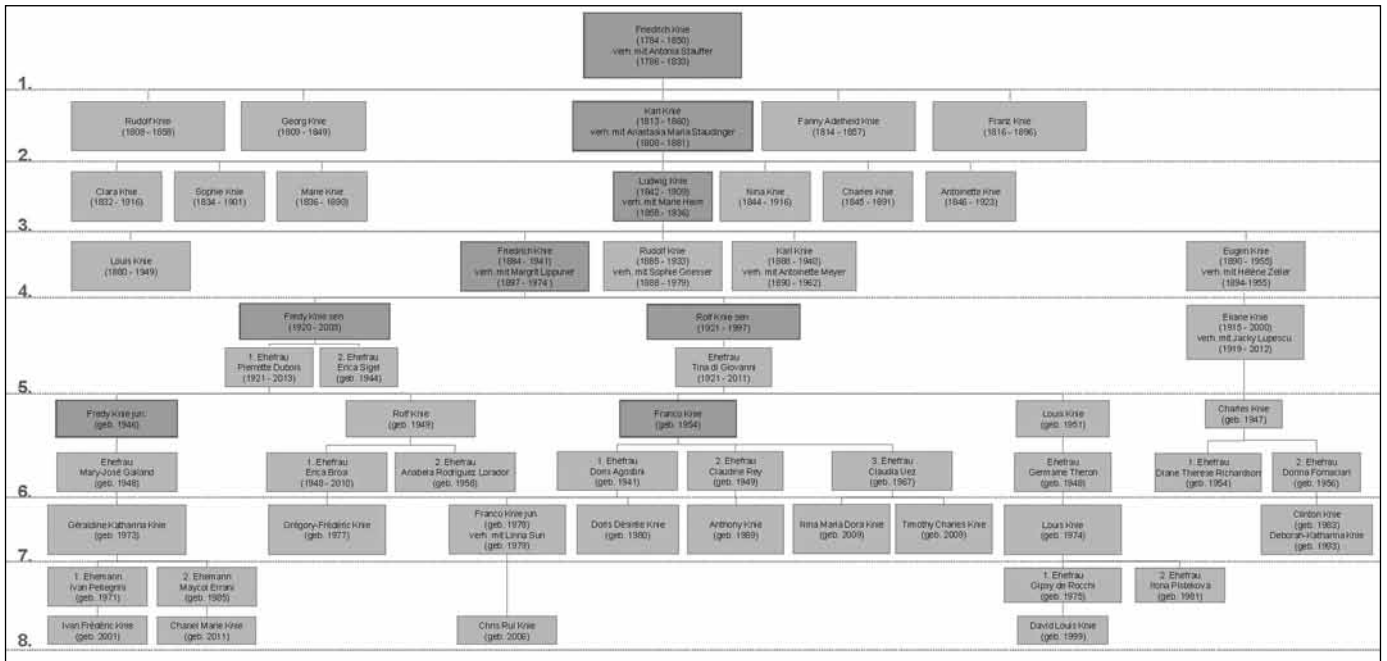 Friedrich Knie
(1784 - 1850)
verh. mit Antonia Stauffer
(1786 - 1833)
1.
Rudolf Knie
(1808 - 1858)
Georg Knie
(1809 - 1849)
Karl Knie
(1813 - 1860)
verh. mit Anastasia Maria Staudinger
(1808 - 1881)
Fanny Adelheid Knie
(1814 - 1857)
Franz Knie
(1816 - 1896)
2.
Clara Knie
(1832 - 1916)
Sophie Knie
(1834 - 1901)
Marie Knie
(1836 - 1890)
Ludwig Knie
(1842 - 1909)
verh. mit Marie Heim
(1858 - 1936)
Nina Knie
(1844 - 1916)
Charles Knie
(1845 - 1891)
Antoinette Knie
(1846 - 1923)
3.
Louis Knie
(1880 - 1949)
Friedrich Knie
(1884 - 1941)
verh. mit Margrit Lippuner
(1897 - 1974)
Rudolf Knie
(1885 - 1933)
verh. mit Sophie Griesser
(1888 - 1979)
Karl Knie
(1888 - 1940)
verh. mit Antoinette Meyer
(1890 - 1962)
Eugen Knie
(1890 - 1955)
verh. mit Hélène Zeller
(1894-1955)
4.
Fredy Knie sen.
(1920 - 2003)
Rolf Knie sen.
(1921 - 1997)
Eliane Knie
(1915 - 2000)
verh. mit Jacky Lupescu
(1919 - 2012)
1. Ehefrau
Pierrette Dubois
(1921 - 2013)
2. Ehefrau
Erica Sigel
(geb. 1944)
Ehefrau
Tina di Giovanni
(1921 - 2011)
5.
Fredy Knie jun.
(geb. 1946)
Rolf Knie
(geb. 1949)
Franco Knie
(geb. 1954)
Louis Knie
(geb. 1951)
Charles Knie
(geb. 1947)
Ehefrau
Mary-José Galland
(geb. 1948)
1. Ehefrau
Erica Brosi
(1948 - 2010)
2. Ehefrau
Anabela Rodriguez Lorador
(geb. 1958)
1. Ehefrau
Doris Agostini
(geb. 1941)
2. Ehefrau
Claudine Rey
(geb. 1949)
3. Ehefrau
Claudia Uez
(geb. 1967)
Ehefrau
Germaine Theron
(geb. 1948)
1. Ehefrau
Diane Therese Richardson
(geb. 1954)
2. Ehefrau
Donna Fornaciari
(geb. 1956)
6.
Géraldine Katharina Knie
(geb. 1973)
Grégory-Frédéric Knie
(geb. 1977)
Franco Knie jun.
(geb. 1978)
verh. mit Linna Sun
(geb. 1979)
Doris Désirée Knie
(geb. 1980)
Anthony Knie
(geb. 1989)
Nina Maria Dora Knie
(geb. 2009)
Timothy Charles Knie
(geb. 2009)
Louis Knie
(geb. 1974)
Clinton Knie
(geb. 1983)
Deborah-Katharina Knie
(geb. 1993)
7.
1. Ehemann
Ivan Pellegrini
(geb. 1971)
2. Ehemann
Maycol Errani
(geb. 1985)
1. Ehefrau
Gipsy de Rocchi
(geb. 1975)
2. Ehefrau
Ilona Pistekova
(geb. 1981)
Ivan Frédéric Knie
(geb. 2001)
Chanel Marie Knie
(geb. 2011)
Chris Rui Knie
(geb. 2006)
David Louis Knie
(geb. 1999)
8.